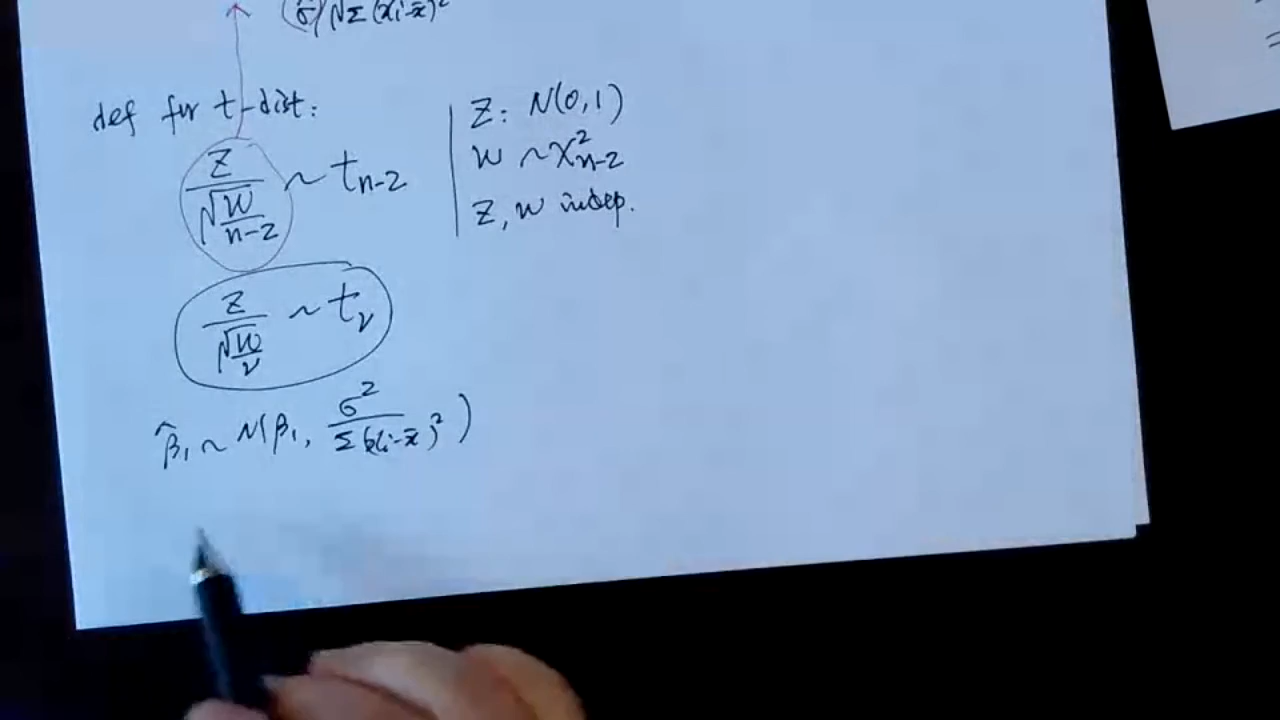 (σ̂)/√Σ(xi-x̄)²
def for t-dist:
Z/√(W/(n-2)) ~ t_{n-2}
Z/√(W/ν) ~ t_ν
β̂₁ ~ N(β₁, σ²/Σ(xi-x̄)²)
Z: N(0,1)
W ~ χ²_{n-2}
Z, W indep.